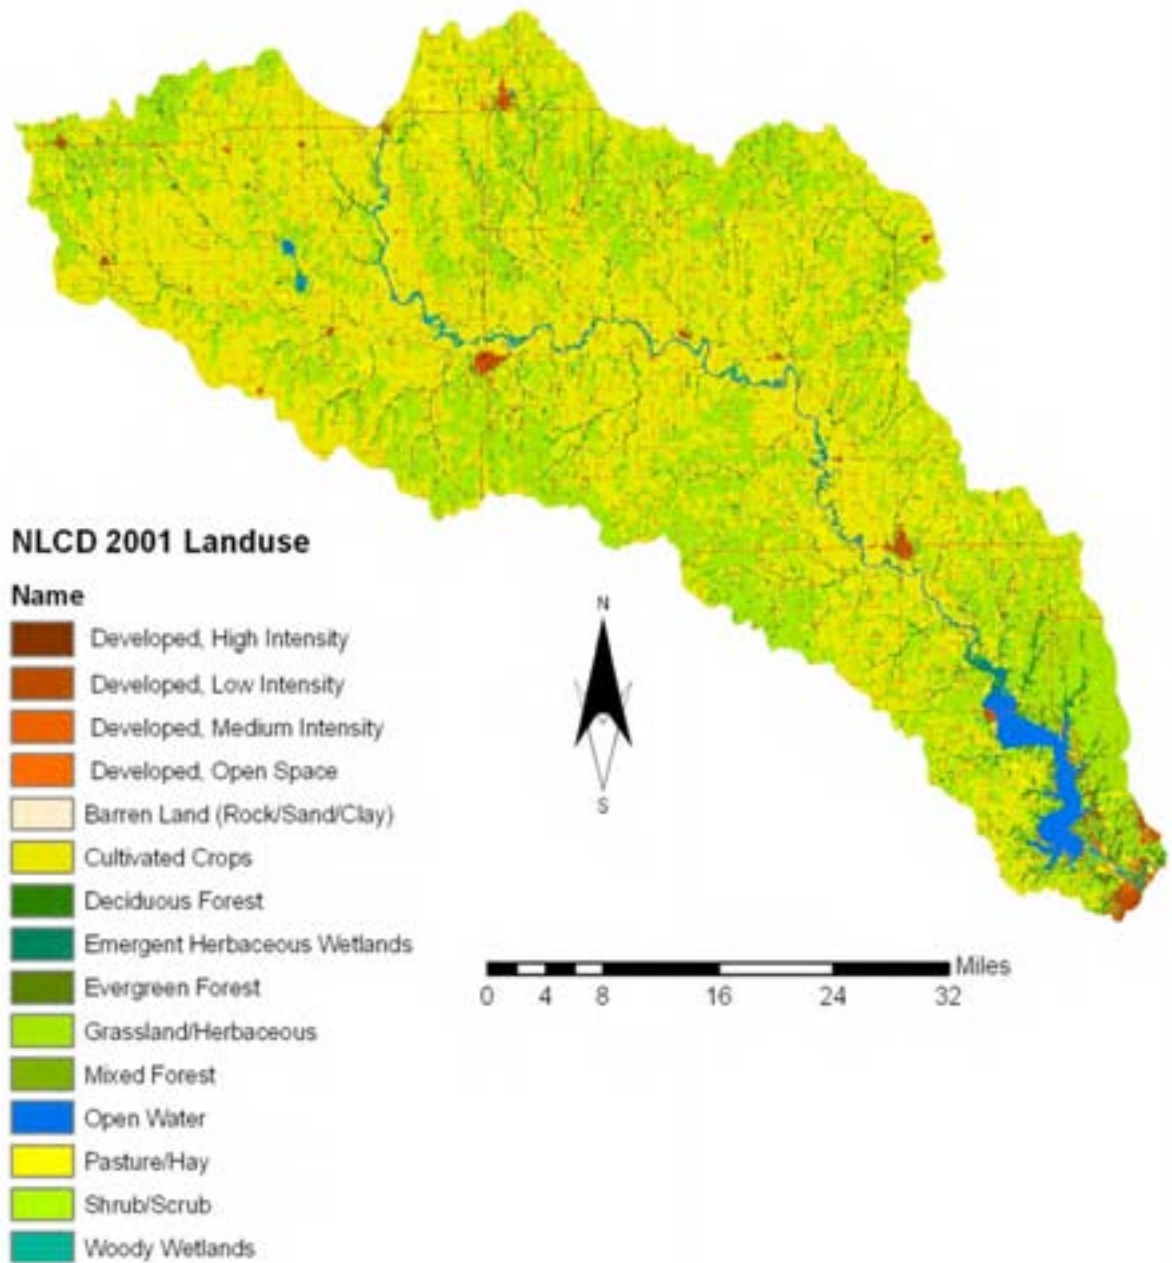 NLCD 2001 Landuse
Name
Developed, High Intensity
Developed, Low Intensity
Developed, Medium Intensity
Developed, Open Space
Barren Land (Rock/Sand/Clay)
Cultivated Crops
Deciduous Forest
Emergent Herbaceous Wetlands
Evergreen Forest
Grassland/Herbaceous
Mixed Forest
Open Water
Pasture/Hay
Shrub/Scrub
Woody Wetlands
N
S
Miles
0 4 8 16 24 32